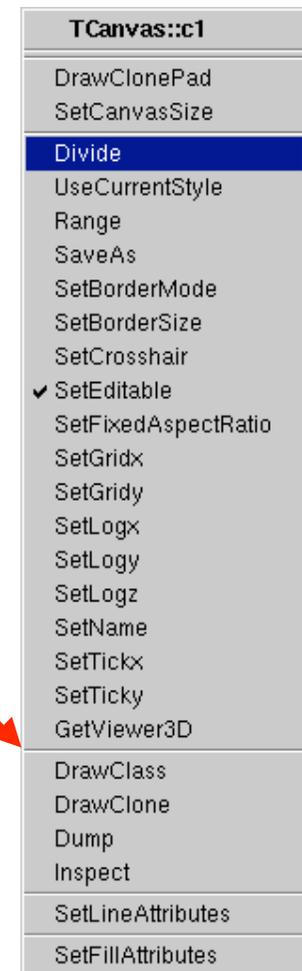 TCanvas::c1
DrawClonePad
SetCanvasSize
Divide
UseCurrentStyle
Range
SaveAs
SetBorderMode
SetBorderSize
SetCrosshair
SetEditable
SetFixedAspectRatio
SetGridx
SetGridy
SetLogx
SetLogy
SetLogz
SetName
SetTickx
SetTicky
GetViewer3D
DrawClass
DrawClone
Dump
Inspect
SetLineAttributes
SetFillAttributes